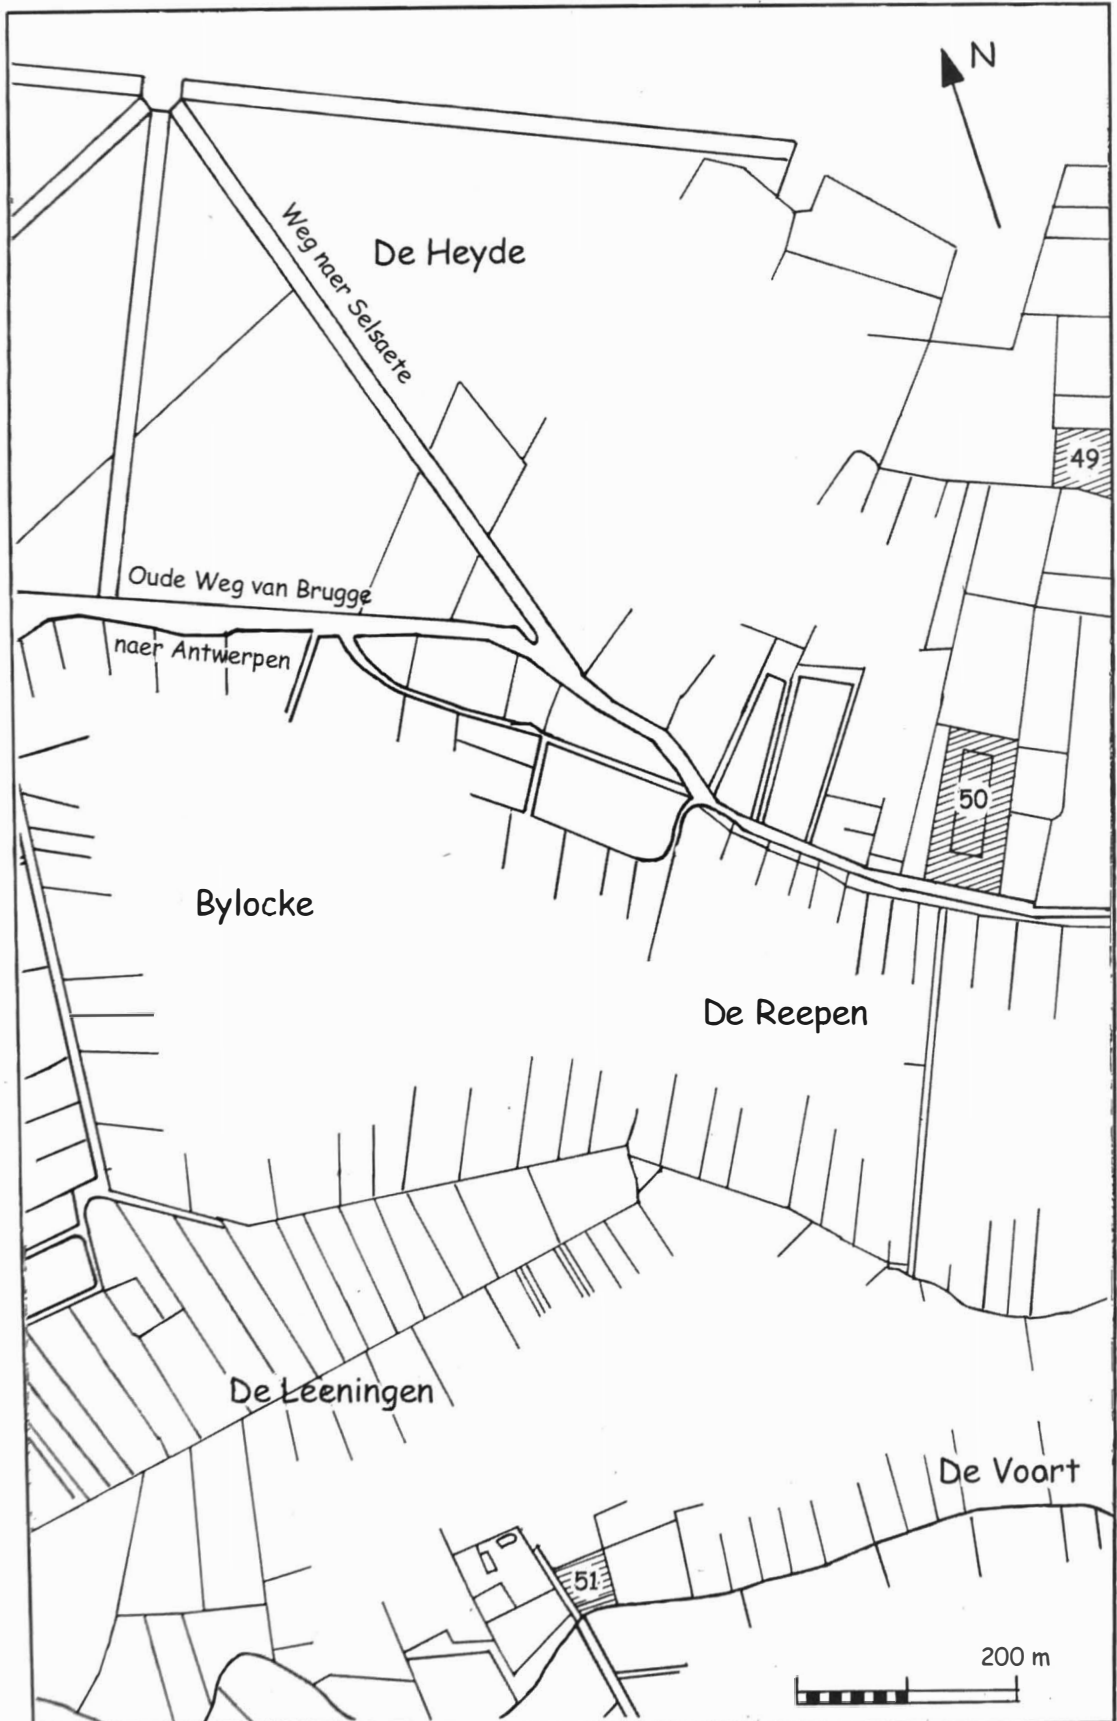 N
Weg naer Selsaete
De Heyde
49
Oude Weg van Brugge
naer Antwerpen
50
Bylocke
De Reepen
De Leeningen
De Voart
51
200 m